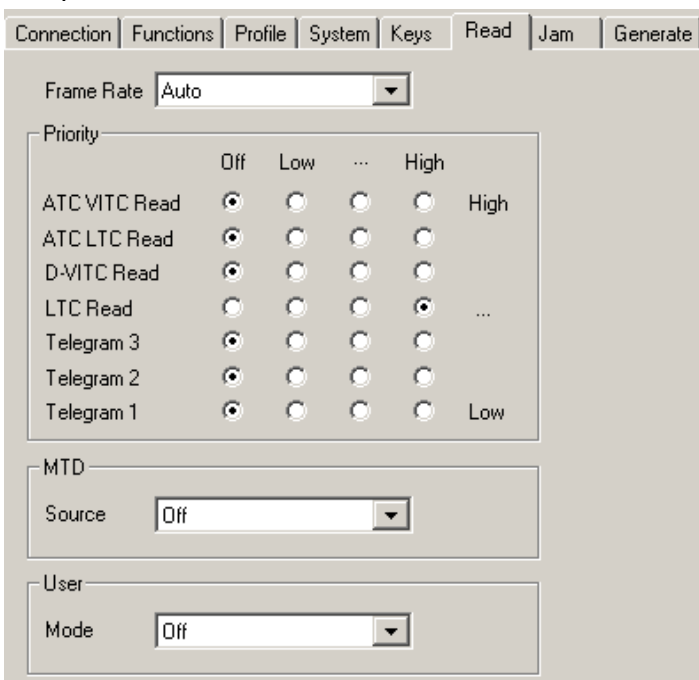 Connection Functions Profile System Keys Read Jam Generate
Frame Rate Auto
Priority
Off Low ... High
ATC VITC Read High
ATC LTC Read
D-VITC Read
LTC Read ...
Telegram 3
Telegram 2
Telegram 1 Low
MTD
Source Off
User
Mode Off